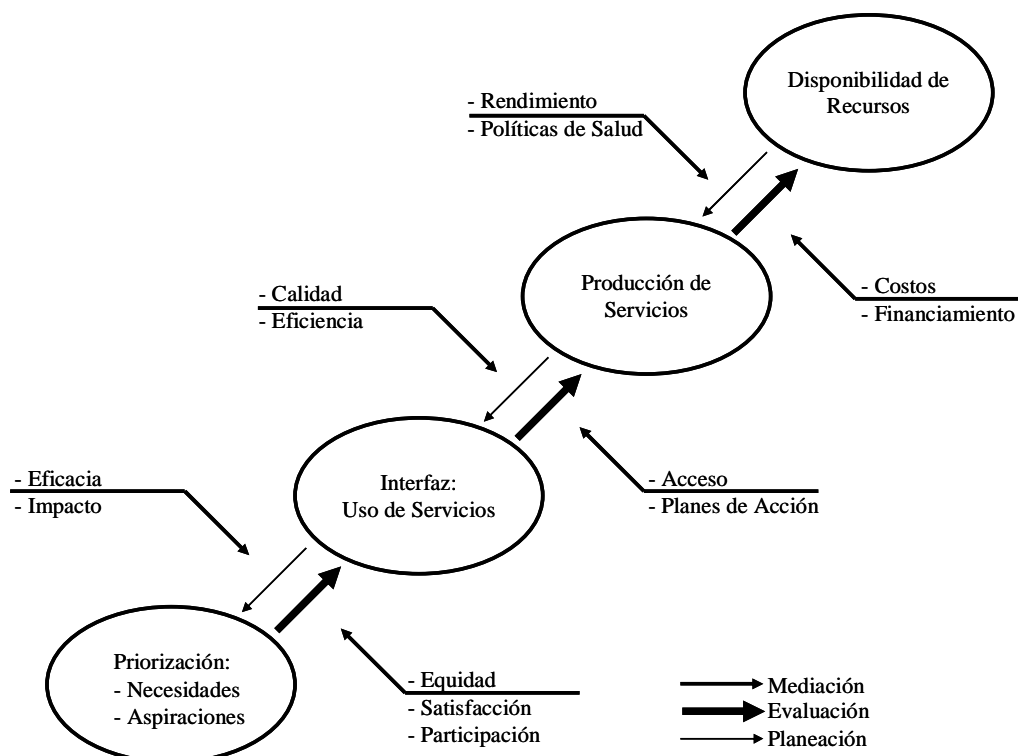 Disponibilidad de
Recursos
- Rendimiento
- Políticas de Salud
Producción de
Servicios
- Costos
- Financiamiento
- Calidad
- Eficiencia
Interfaz:
Uso de Servicios
- Acceso
- Planes de Acción
- Eficacia
- Impacto
Priorización:
- Necesidades
- Aspiraciones
- Equidad
- Satisfacción
- Participación
Mediación
Evaluación
Planeación